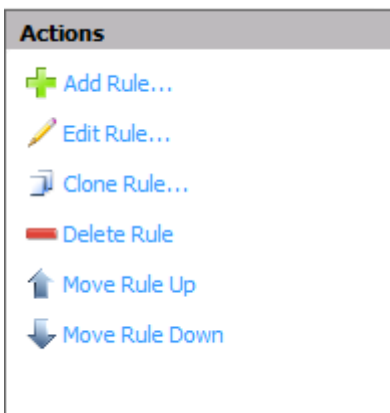 Actions
Add Rule...
Edit Rule...
Clone Rule...
Delete Rule
Move Rule Up
Move Rule Down